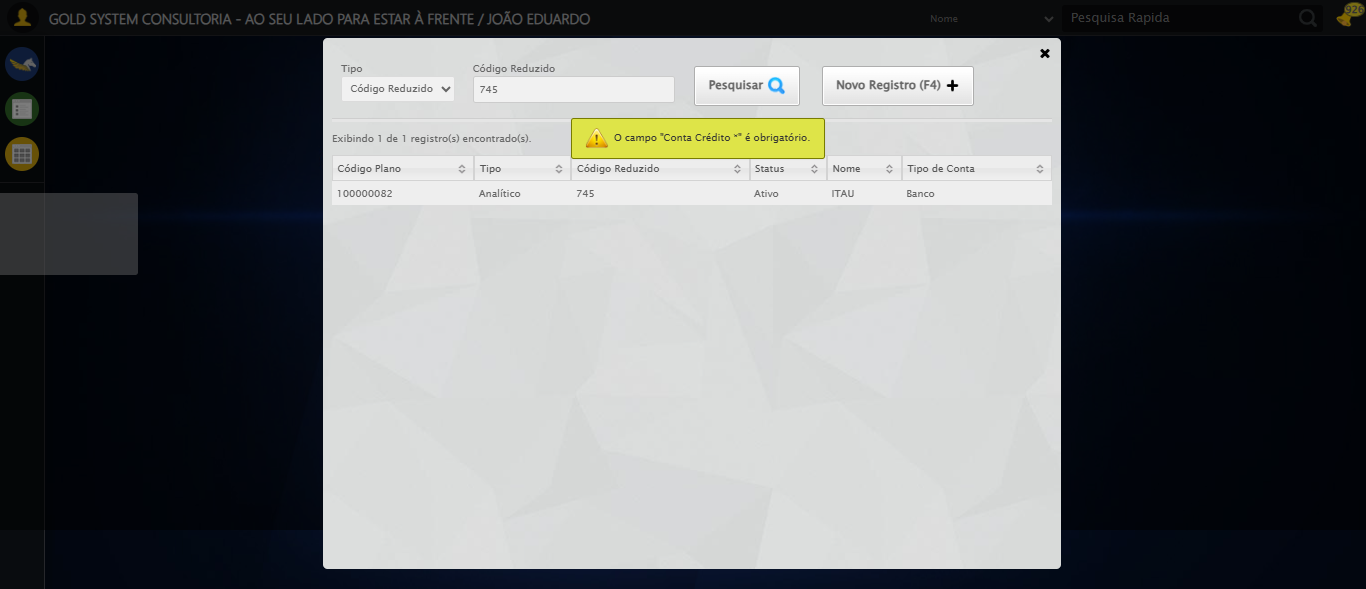 GOLD SYSTEM CONSULTORIA - AO SEU LADO PARA ESTAR À FRENTE / JOÃO EDUARDO
Nome
Pesquisa Rapida
926
Tipo
Código Reduzido
Código Reduzido
745
Pesquisar
Novo Registro (F4)
Exibindo 1 de 1 registro(s) encontrado(s).
O campo "Conta Crédito *" é obrigatório.
Código Plano Tipo Código Reduzido Status Nome Tipo de Conta
100000082 Analítico 745 Ativo ITAU Banco